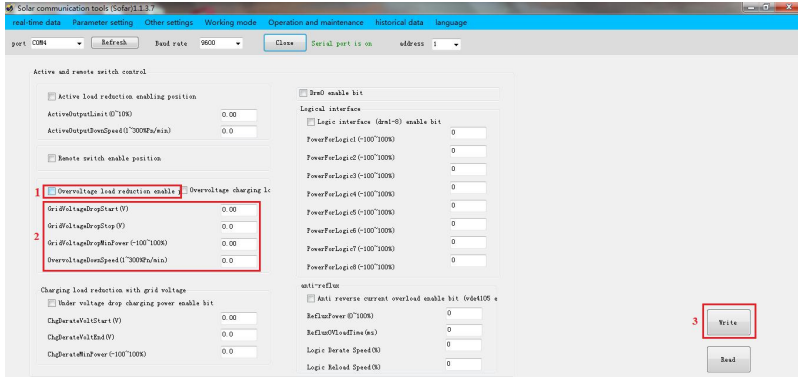 Solar communication tools (Sofar)1.1.3.7
real-time data Parameter setting Other settings Working mode Operation and maintenance historical data language
port COM4 Refresh Baud rate 9600 Close Serial port is on address 1
Active and remote switch control
Active load reduction enabling position
ActiveOutputLimit(0~10%) 0.00
ActiveOutputDownSpeed(1~300%Pn/min) 0.0
Remote switch enable position
1 Overvoltage load reduction enable Overvoltage charging lo
2
GridVoltageDropStart(V) 0.00
GridVoltageDropStop(V) 0.0
GridVoltageDropMinPower(-100~100%) 0.00
OvervoltageDownSpeed(1~300%Pn/min) 0.0
Charging load reduction with grid voltage
Under voltage drop charging power enable bit
ChgDerateVoltStart(V) 0.00
ChgDerateVoltEnd(V) 0.0
ChgDerateMinPower(-100~100%) 0.0
Drm0 enable bit
Logical interface
Logic interface (drm1-8) enable bit
PowerForLogic1(-100~100%) 0
PowerForLogic2(-100~100%) 0
PowerForLogic3(-100~100%) 0
PowerForLogic4(-100~100%) 0
PowerForLogic5(-100~100%) 0
PowerForLogic6(-100~100%) 0
PowerForLogic7(-100~100%) 0
PowerForLogic8(-100~100%) 0
anti-reflux
Anti reverse current overload enable bit (vde4105 e
RefluxPower(0~100%) 0
RefluxOVloadTime(ms) 0
Logic Derate Speed(%) 0
Logic Reload Speed(%) 0
3 Write
Read